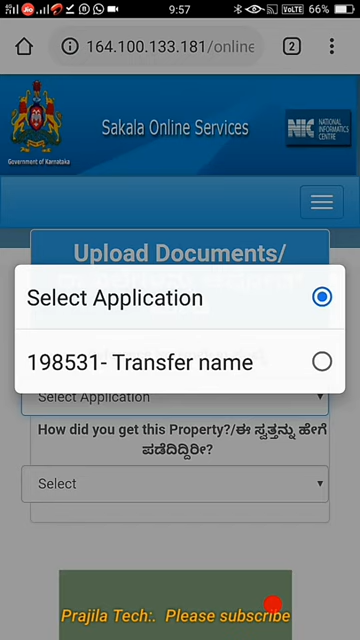 9:57
VoLTE
66%
164.100.133.181/online
2
Government of Karnataka
Sakala Online Services
NIC
NATIONAL
INFORMATICS
CENTRE
Upload Documents/
Select Application
198531- Transfer name
Select Application
How did you get this Property?/ಈ ಸ್ವತ್ತನ್ನು ಹೇಗೆ
ಪಡೆದಿದ್ದಿರೀ?
Select
Prajila Tech:. Please subscribe